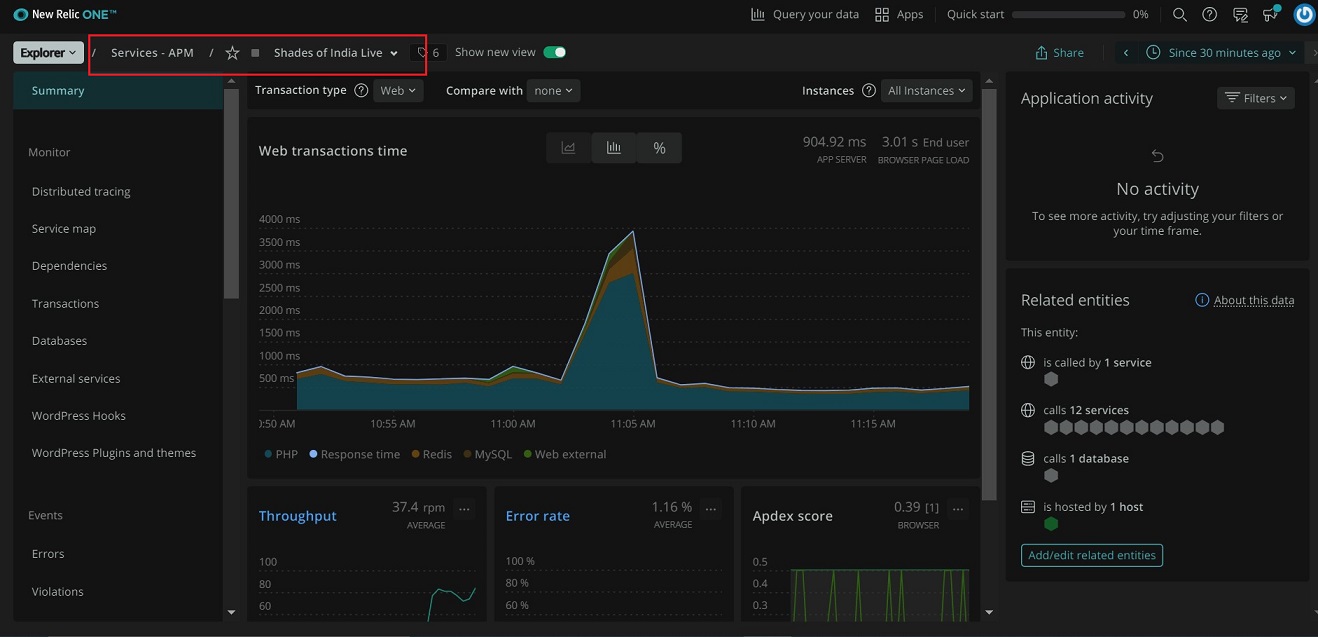 New Relic ONE™
Query your data
Apps
Quick start
0%
Explorer
/ Services - APM / Shades of India Live
6
Show new view
Share
Since 30 minutes ago
Summary
Monitor
Distributed tracing
Service map
Dependencies
Transactions
Databases
External services
WordPress Hooks
WordPress Plugins and themes
Events
Errors
Violations
Transaction type ? Web
Compare with none
Instances ? All Instances
Web transactions time
%
904.92 ms
APP SERVER
3.01 s End user
BROWSER PAGE LOAD
4000 ms
3500 ms
3000 ms
2500 ms
2000 ms
1500 ms
1000 ms
500 ms
0:50 AM
10:55 AM
11:00 AM
11:05 AM
11:10 AM
11:15 AM
PHP
Response time
Redis
MySQL
Web external
Throughput
37.4 rpm
AVERAGE
...
100
80
60
Error rate
1.16 %
AVERAGE
...
100 %
80 %
60 %
Apdex score
0.39 [1]
BROWSER
...
0.5
0.4
0.3
Application activity
Filters
No activity
To see more activity, try adjusting your filters or
your time frame.
Related entities
i About this data
This entity:
is called by 1 service
calls 12 services
calls 1 database
is hosted by 1 host
Add/edit related entities